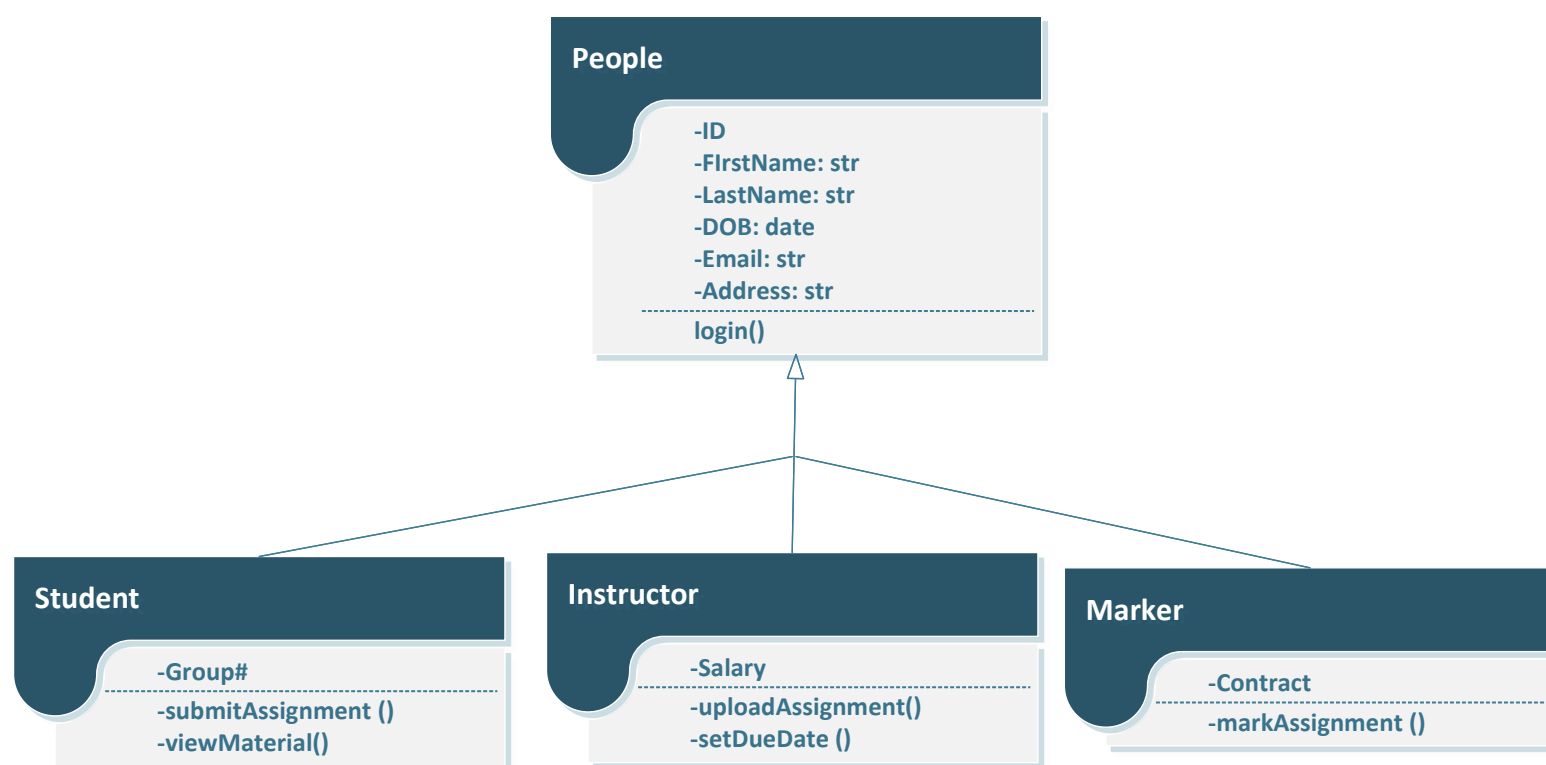 People
-ID
-FIrstName: str
-LastName: str
-DOB: date
-Email: str
-Address: str
login()
Student
-Group#
-submitAssignment ()
-viewMaterial()
Instructor
-Salary
-uploadAssignment()
-setDueDate ()
Marker
-Contract
-markAssignment ()